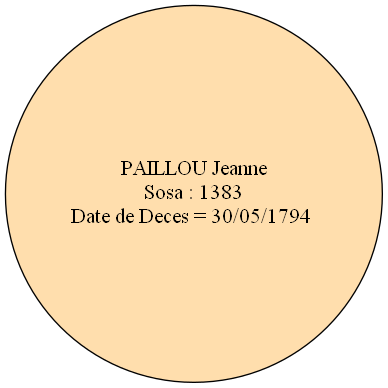 PAILLOU Jeanne
Sosa : 1383
Date de Deces = 30/05/1794